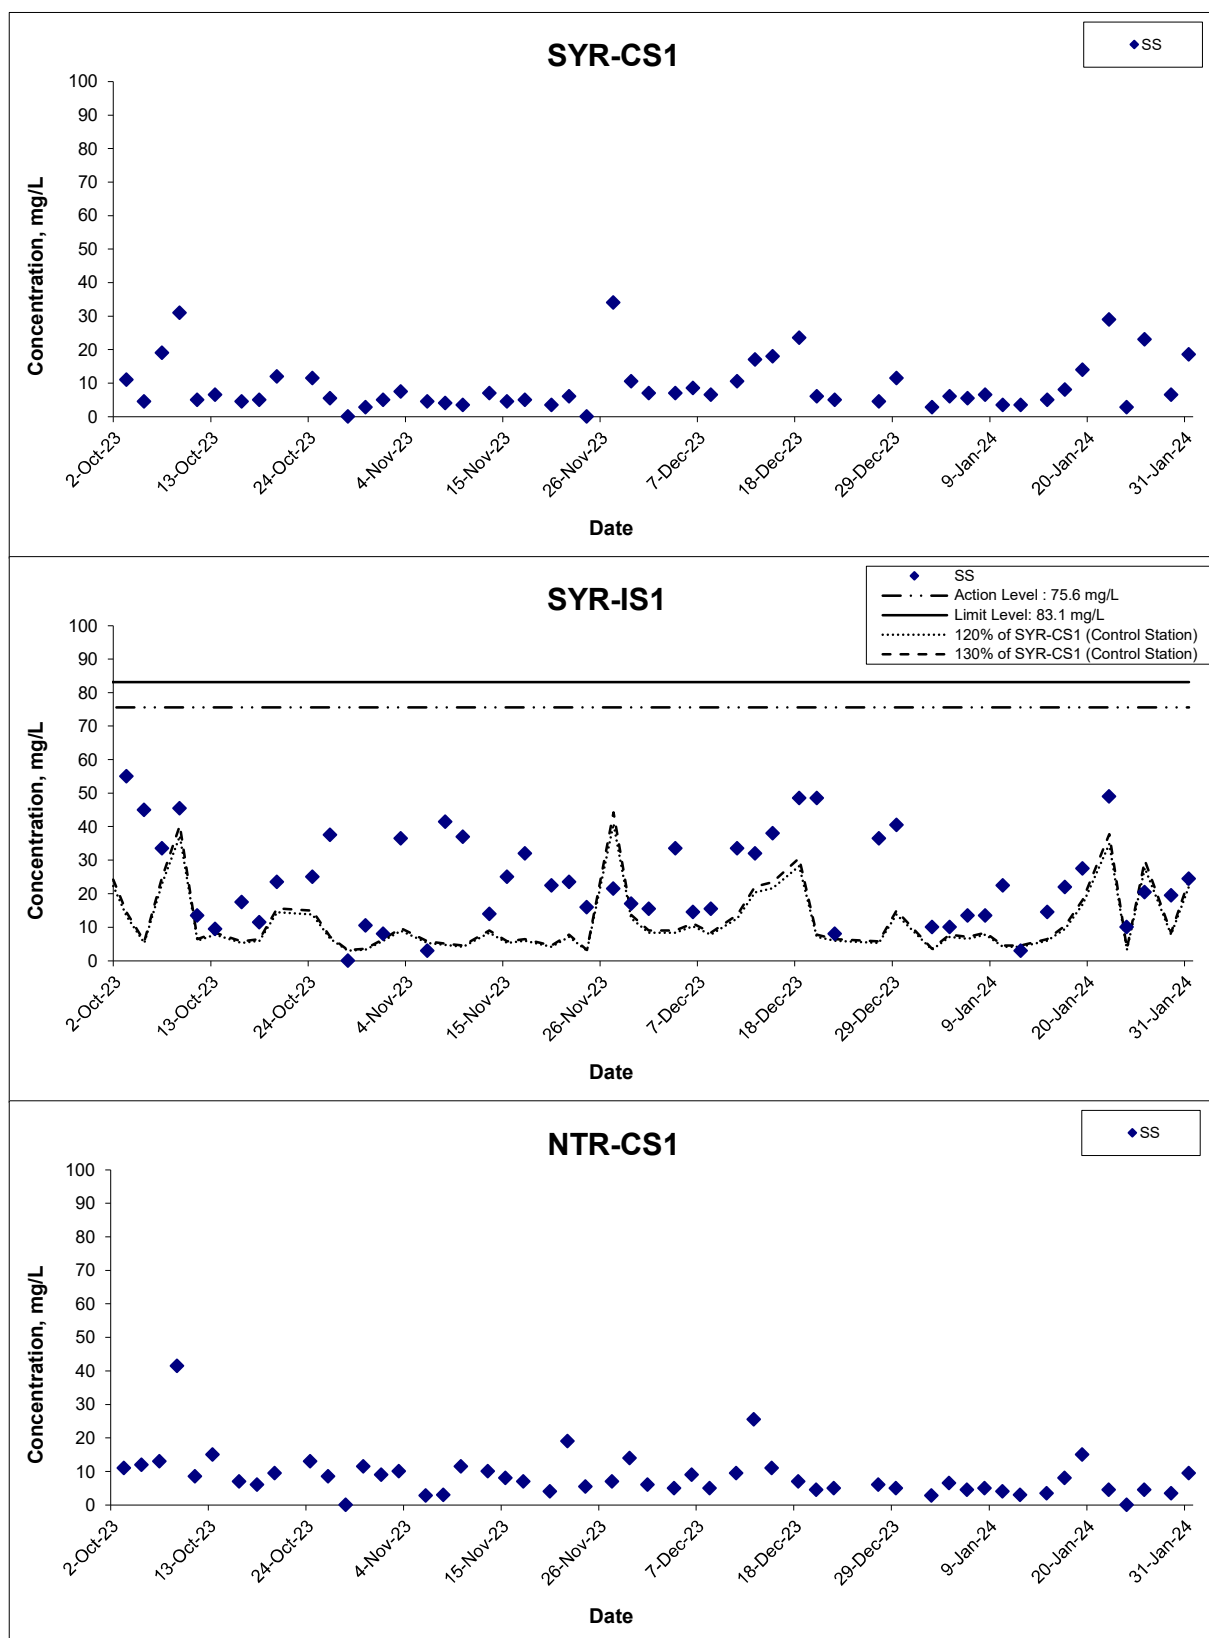 SYR-CS1
SS
Concentration, mg/L
100
90
80
70
60
50
40
30
20
10
0
2-Oct-23
13-Oct-23
24-Oct-23
4-Nov-23
15-Nov-23
26-Nov-23
7-Dec-23
18-Dec-23
29-Dec-23
9-Jan-24
20-Jan-24
31-Jan-24
Date
SYR-IS1
SS
Action Level : 75.6 mg/L
Limit Level: 83.1 mg/L
120% of SYR-CS1 (Control Station)
130% of SYR-CS1 (Control Station)
Concentration, mg/L
100
90
80
70
60
50
40
30
20
10
0
2-Oct-23
13-Oct-23
24-Oct-23
4-Nov-23
15-Nov-23
26-Nov-23
7-Dec-23
18-Dec-23
29-Dec-23
9-Jan-24
20-Jan-24
31-Jan-24
Date
NTR-CS1
SS
Concentration, mg/L
100
90
80
70
60
50
40
30
20
10
0
2-Oct-23
13-Oct-23
24-Oct-23
4-Nov-23
15-Nov-23
26-Nov-23
7-Dec-23
18-Dec-23
29-Dec-23
9-Jan-24
20-Jan-24
31-Jan-24
Date